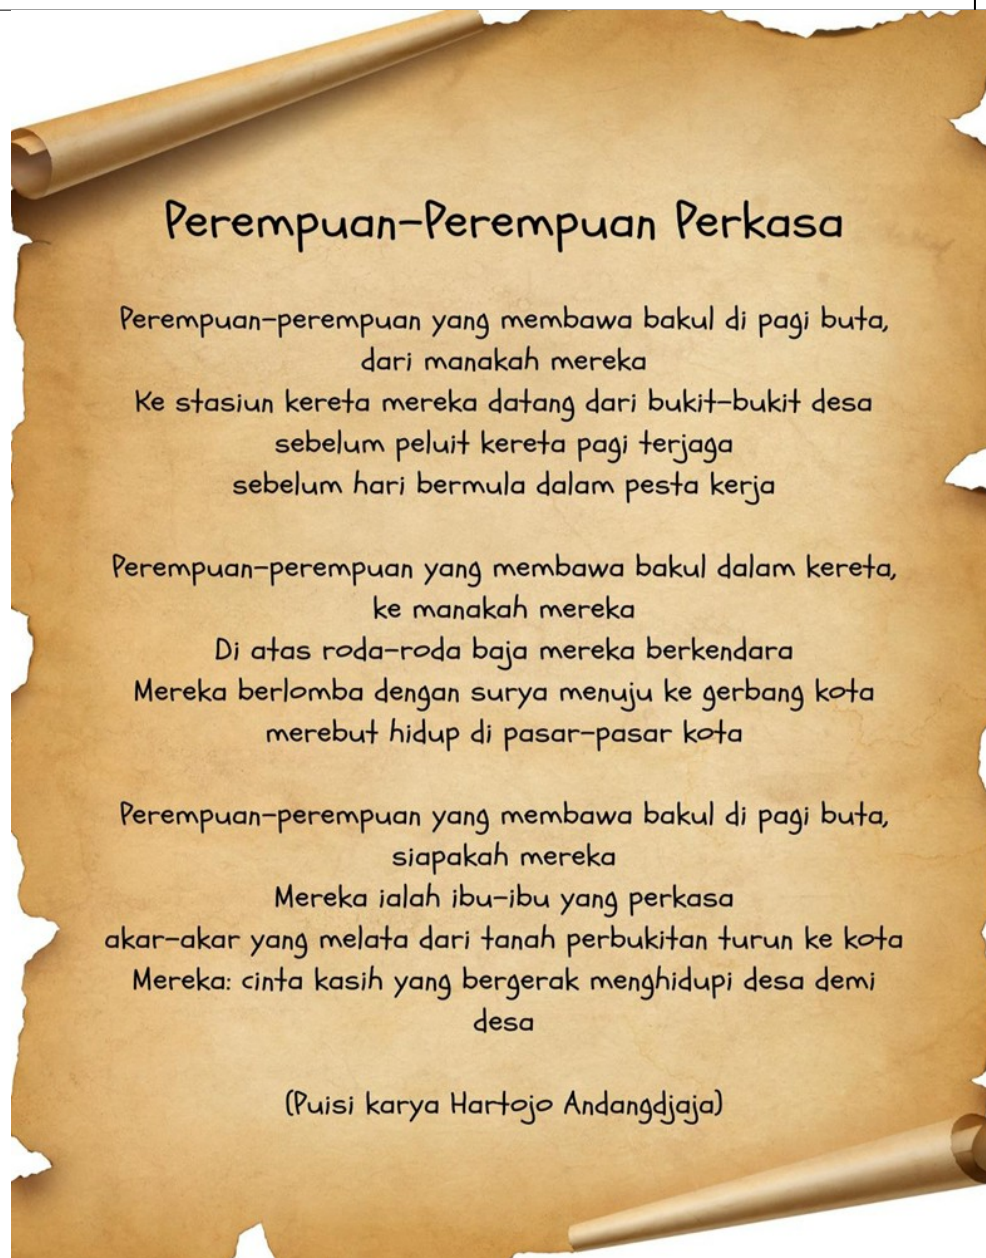 Perempuan-Perempuan Perkasa
Perempuan-perempuan yang membawa bakul di pagi buta,
dari manakah mereka
Ke stasiun kereta mereka datang dari bukit-bukit desa
sebelum peluit kereta pagi terjaga
sebelum hari bermula dalam pesta kerja
Perempuan-perempuan yang membawa bakul dalam kereta,
ke manakah mereka
Di atas roda-roda baja mereka berkendara
Mereka berlomba dengan surya menuju ke gerbang kota
merebut hidup di pasar-pasar kota
Perempuan-perempuan yang membawa bakul di pagi buta,
siapakah mereka
Mereka ialah ibu-ibu yang perkasa
akar-akar yang melata dari tanah perbukitan turun ke kota
Mereka: cinta kasih yang bergerak menghidupi desa demi
desa
(Puisi karya Hartojo Andangdjaja)